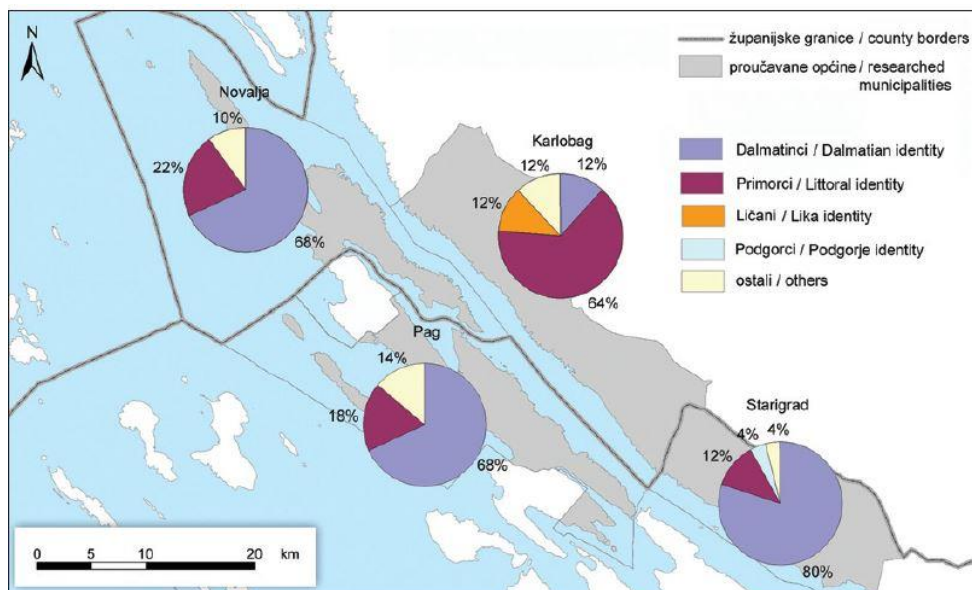 N
Novalja
10%
22%
68%
Karlobag
12%
12%
12%
64%
Pag
14%
18%
68%
Starigrad
4%
4%
12%
80%
županijske granice / county borders
proučavane općine / researched
municipalities
Dalmatinci / Dalmatian identity
Primorci / Littoral identity
Ličani / Lika identity
Podgorci / Podgorje identity
ostali / others
0 5 10 20 km